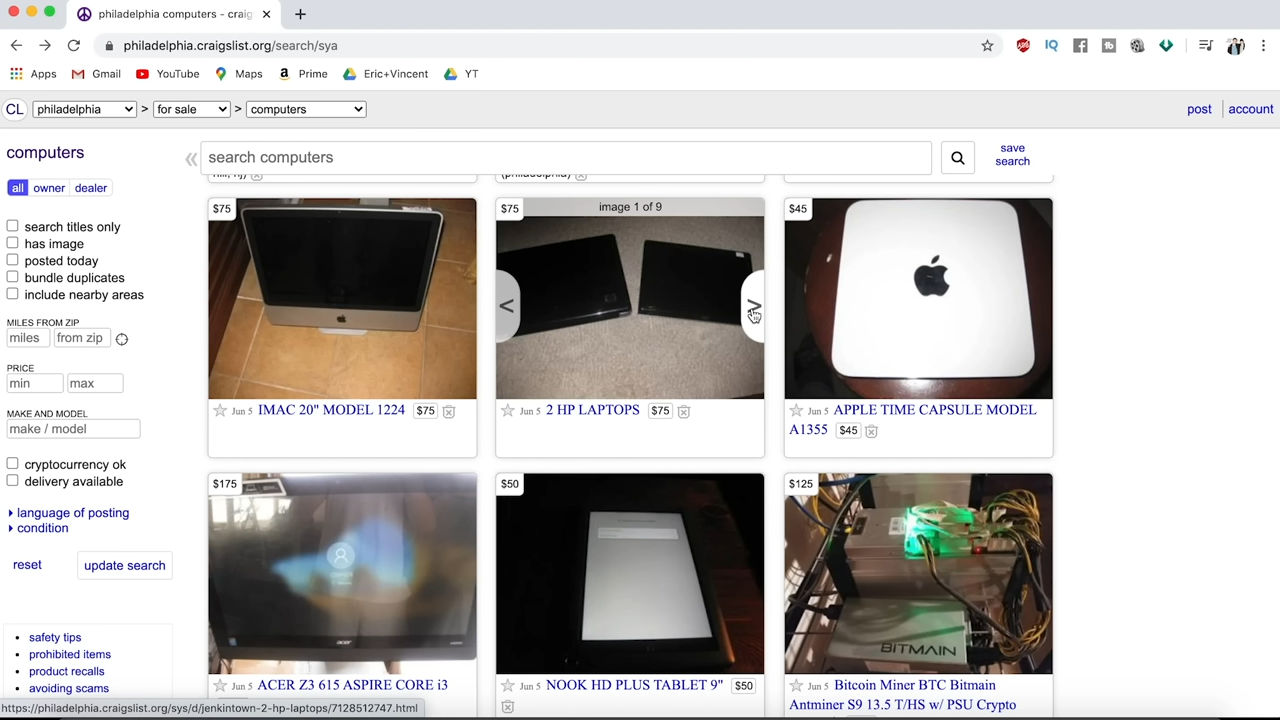 philadelphia computers - craig
philadelphia.craigslist.org/search/sya
Apps Gmail YouTube Maps Prime Eric+Vincent YT
CL philadelphia > for sale > computers post account
computers
search computers
save search
all owner dealer
search titles only
has image
posted today
bundle duplicates
include nearby areas
MILES FROM ZIP
miles from zip
PRICE
min max
MAKE AND MODEL
make / model
cryptocurrency ok
delivery available
language of posting
condition
reset update search
safety tips
prohibited items
product recalls
avoiding scams
hill, nj)
(philadelphia)
$75
Jun 5 IMAC 20" MODEL 1224 $75
$75
image 1 of 9
< >
Jun 5 2 HP LAPTOPS $75
$45
Jun 5 APPLE TIME CAPSULE MODEL
A1355 $45
$175
acer
Jun 5 ACER Z3 615 ASPIRE CORE i3
$50
Jun 5 NOOK HD PLUS TABLET 9" $50
$125
BITMAIN
Jun 5 Bitcoin Miner BTC Bitmain
Antminer S9 13.5 T/HS w/ PSU Crypto
https://philadelphia.craigslist.org/sys/d/jenkintown-2-hp-laptops/7128512747.html